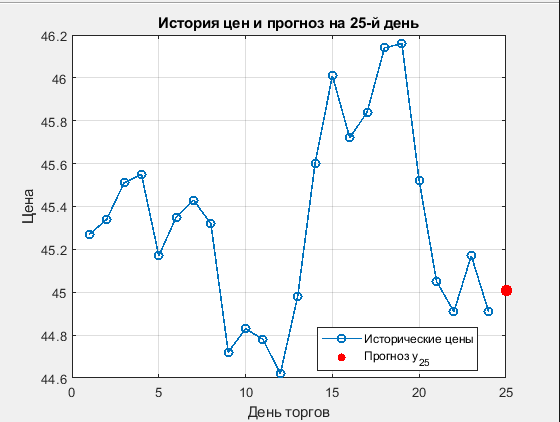 История цен и прогноз на 25-й день
46.2
46
45.8
45.6
45.4
45.2
45
44.8
44.6
Цена
0 5 10 15 20 25
День торгов
Исторические цены
Прогноз y25